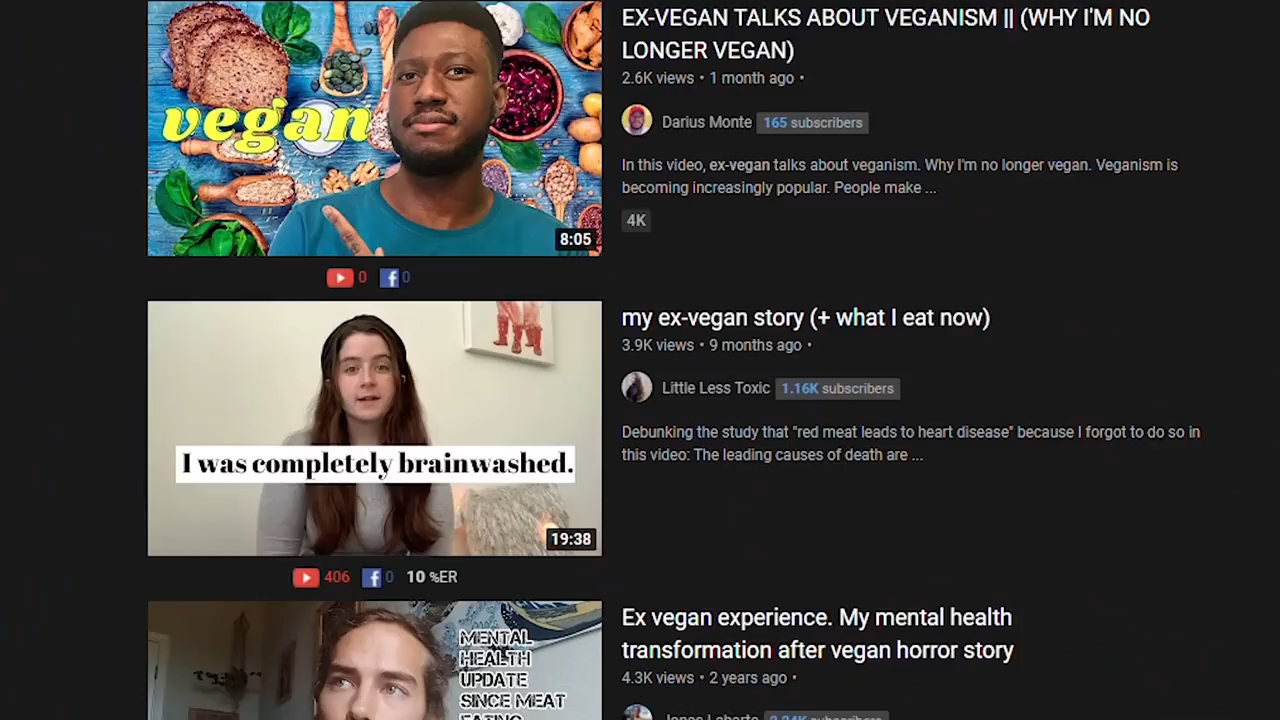 EX-VEGAN TALKS ABOUT VEGANISM || (WHY I'M NO
LONGER VEGAN)
2.6K views • 1 month ago •
vegan
Darius Monte 165 subscribers
In this video, ex-vegan talks about veganism. Why I'm no longer vegan. Veganism is
becoming increasingly popular. People make ...
4K
8:05
0 f 0
my ex-vegan story (+ what I eat now)
3.9K views • 9 months ago •
Little Less Toxic 1.16K subscribers
Debunking the study that "red meat leads to heart disease" because I forgot to do so in
this video: The leading causes of death are ...
I was completely brainwashed.
19:38
406 f 0 10 %ER
Ex vegan experience. My mental health
transformation after vegan horror story
4.3K views • 2 years ago •
MENTAL
HEALTH
UPDATE
SINCE MEAT
EATING
subscribers